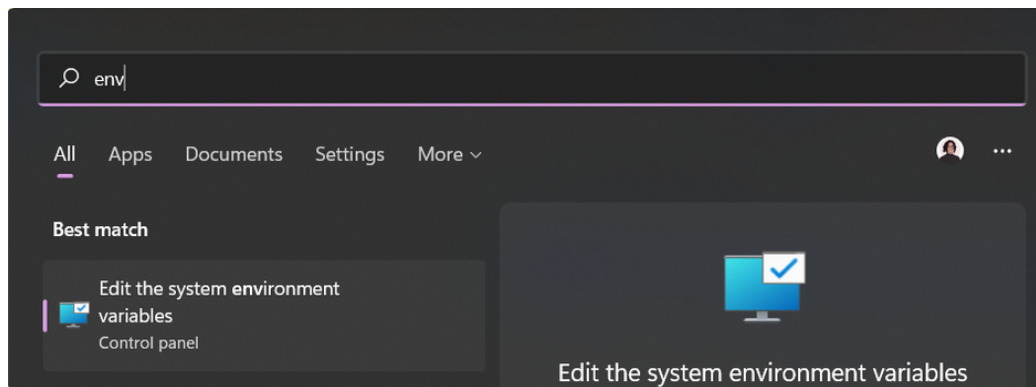 env
All Apps Documents Settings More
Best match
Edit the system environment
variables
Control panel
Edit the system environment variables